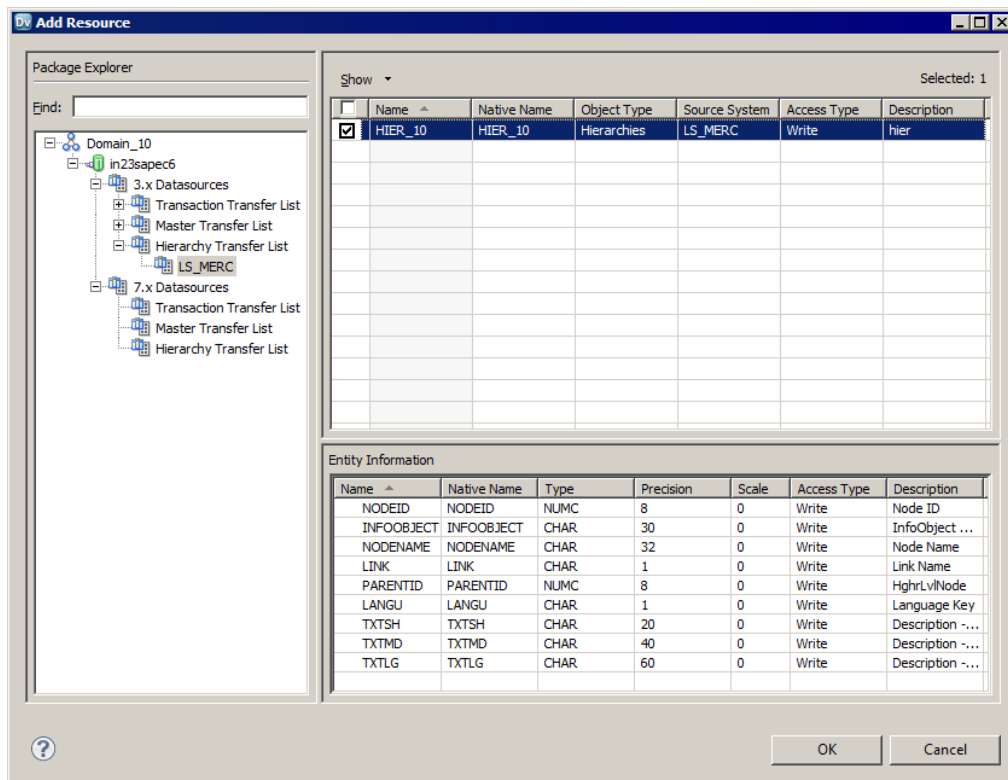 Dv Add Resource
Package Explorer
Find:
Domain_10
in23sapec6
3.x Datasources
Transaction Transfer List
Master Transfer List
Hierarchy Transfer List
LS_MERC
7.x Datasources
Transaction Transfer List
Master Transfer List
Hierarchy Transfer List
Show Selected: 1
Name Native Name Object Type Source System Access Type Description
HIER_10 HIER_10 Hierarchies LS_MERC Write hier
Entity Information
Name Native Name Type Precision Scale Access Type Description
NODEID NODEID NUMC 8 0 Write Node ID
INFOOBJECT INFOOBJECT CHAR 30 0 Write InfoObject ...
NODENAME NODENAME CHAR 32 0 Write Node Name
LINK LINK CHAR 1 0 Write Link Name
PARENTID PARENTID NUMC 8 0 Write HghrLvlNode
LANGU LANGU CHAR 1 0 Write Language Key
TXTSH TXTSH CHAR 20 0 Write Description -...
TXTMD TXTMD CHAR 40 0 Write Description -...
TXTLG TXTLG CHAR 60 0 Write Description -...
? OK Cancel